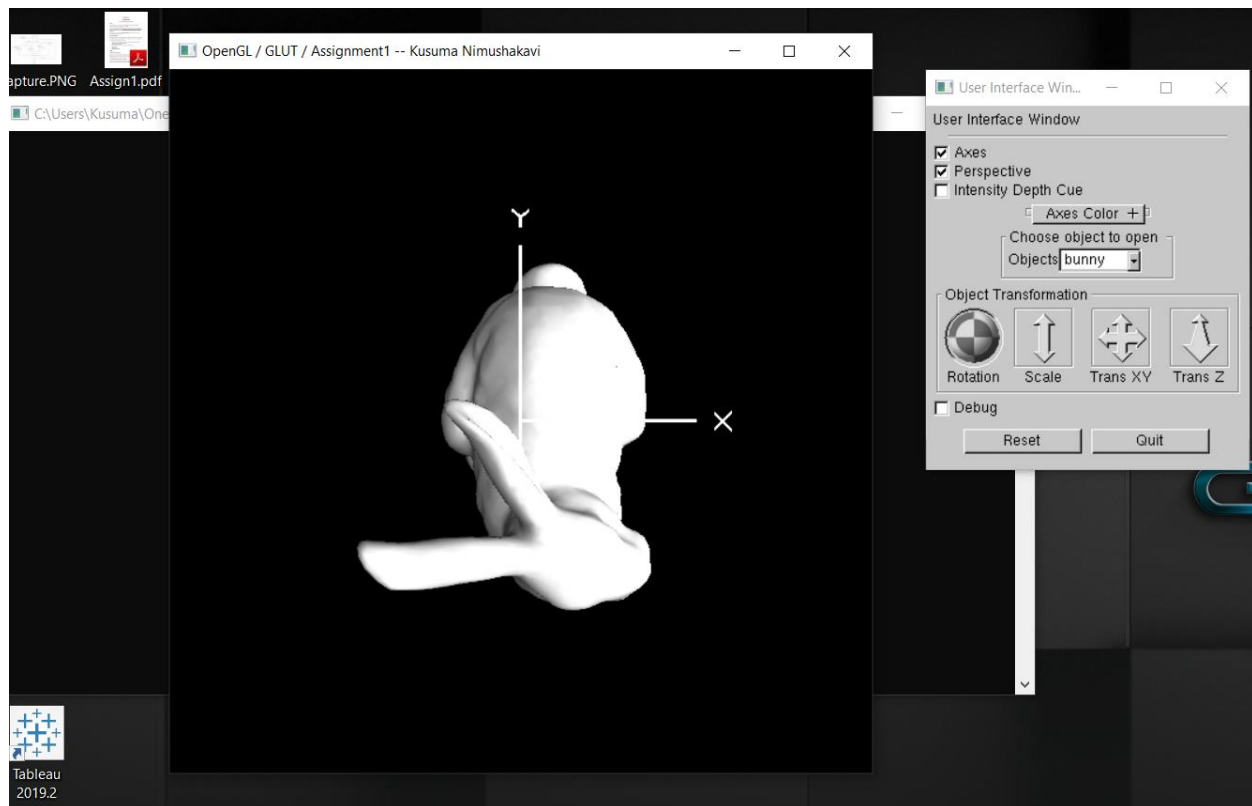 apture.PNG
Assign1.pdf
OpenGL / GLUT / Assignment1 -- Kusuma Nimushakavi
C:\Users\Kusuma\One
Y
X
User Interface Win...
User Interface Window
Axes
Perspective
Intensity Depth Cue
Axes Color +
Choose object to open
Objects bunny
Object Transformation
Rotation Scale Trans XY Trans Z
Debug
Reset Quit
Tableau
2019.2